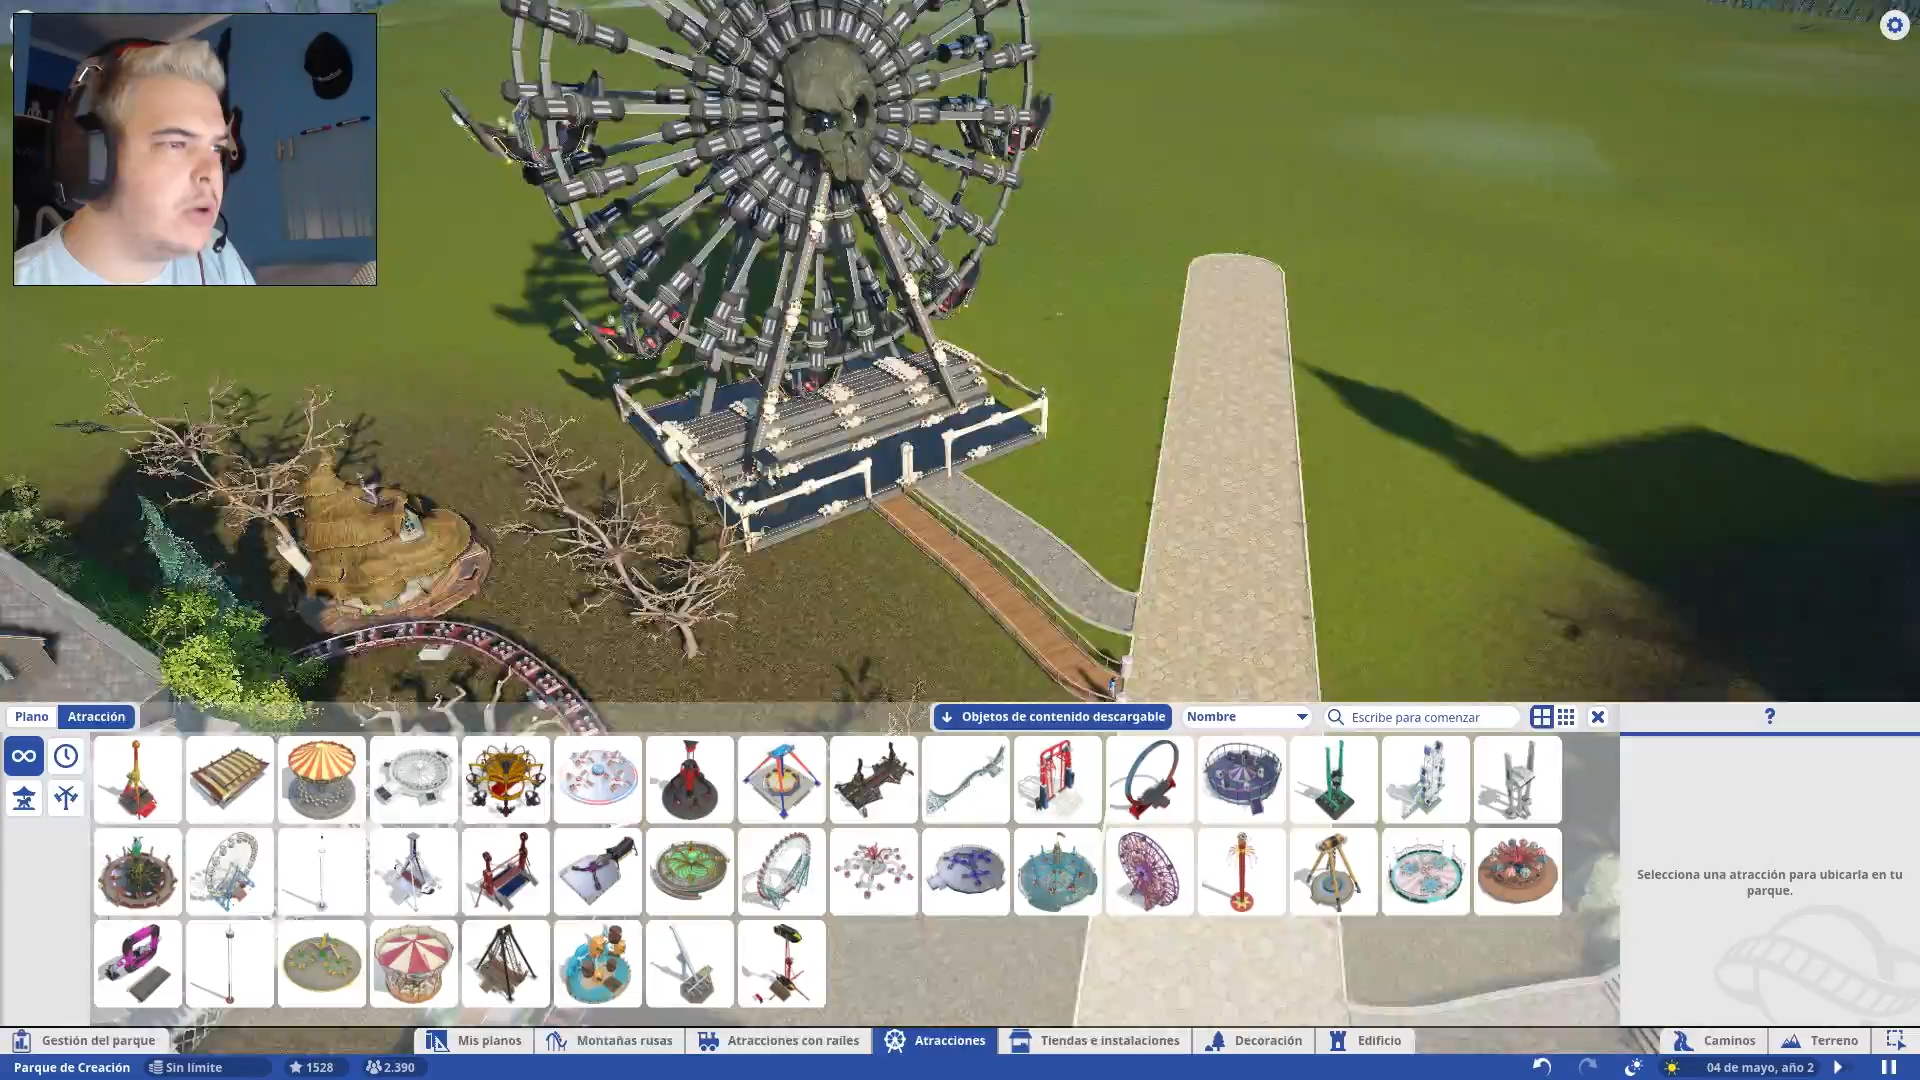 Plano
Atracción
Objetos de contenido descargable
Nombre
Escribe para comenzar
?
Selecciona una atracción para ubicarla en tu
parque.
Gestión del parque
Mis planos
Montañas rusas
Atracciones con raíles
Atracciones
Tiendas e instalaciones
Decoración
Edificio
Caminos
Terreno
Parque de Creación
Sin límite
1528
2.390
04 de mayo, año 2